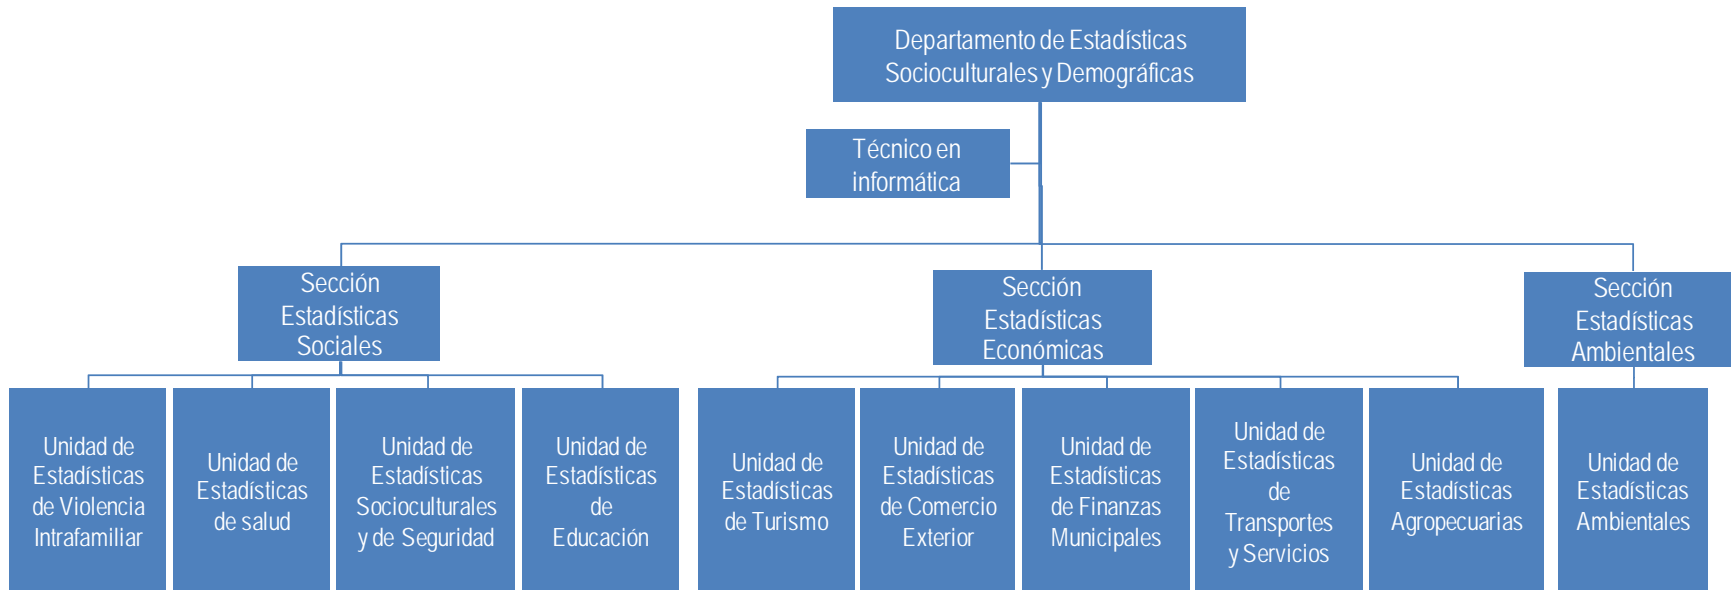 Departamento de Estadísticas
Socioculturales y Demográficas
Técnico en
informática
Sección
Estadísticas
Sociales
Sección
Estadísticas
Económicas
Sección
Estadísticas
Ambientales
Unidad de
Estadísticas
de Violencia
Intrafamiliar
Unidad de
Estadísticas
de salud
Unidad de
Estadísticas
Socioculturales
y de Seguridad
Unidad de
Estadísticas
de
Educación
Unidad de
Estadísticas
de Turismo
Unidad de
Estadísticas
de Comercio
Exterior
Unidad de
Estadísticas
de Finanzas
Municipales
Unidad de
Estadísticas
de
Transportes
y Servicios
Unidad de
Estadísticas
Agropecuarias
Unidad de
Estadísticas
Ambientales